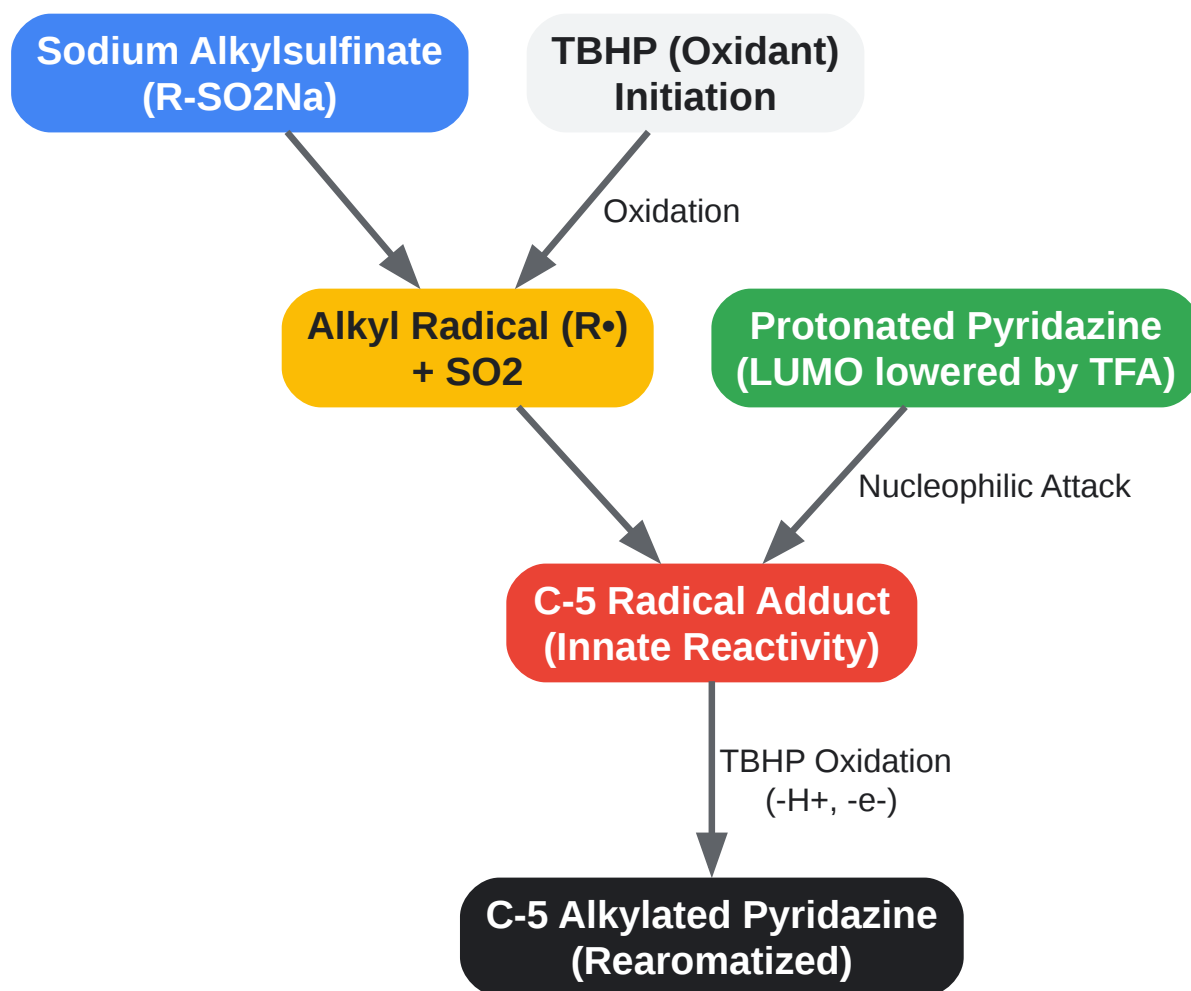 Sodium Alkylsulfinate
(R-SO2Na)
TBHP (Oxidant)
Initiation
Oxidation
Alkyl Radical (R•)
+ SO2
Protonated Pyridazine
(LUMO lowered by TFA)
Nucleophilic Attack
C-5 Radical Adduct
(Innate Reactivity)
TBHP Oxidation
(-H+, -e-)
C-5 Alkylated Pyridazine
(Rearomatized)